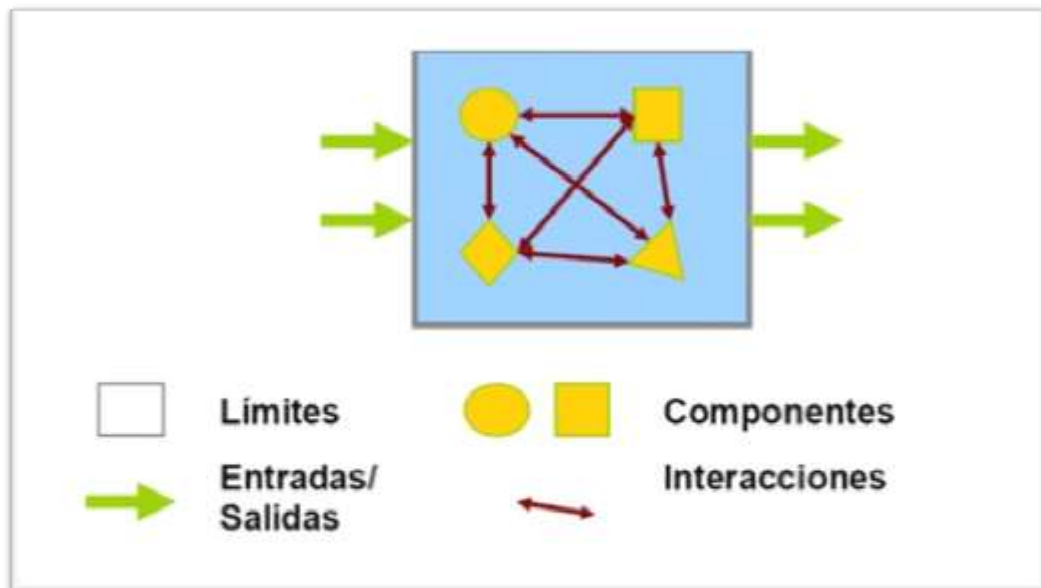 Límites
Componentes
Entradas/
Salidas
Interacciones